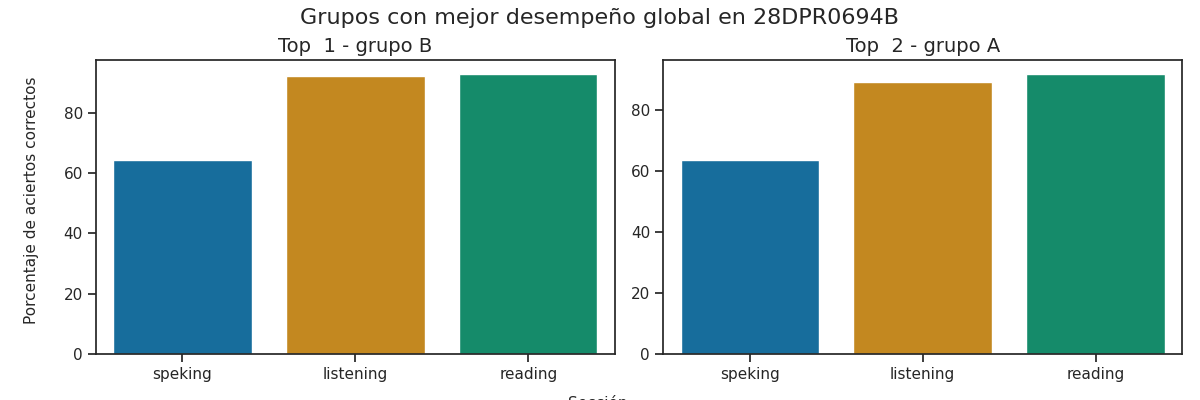 Grupos con mejor desempeño global en 28DPR0694B
Top 1 - grupo B
Top 2 - grupo A
Porcentaje de aciertos correctos
80
60
40
20
0
speking
listening
reading
80
60
40
20
0
speking
listening
reading
Sección